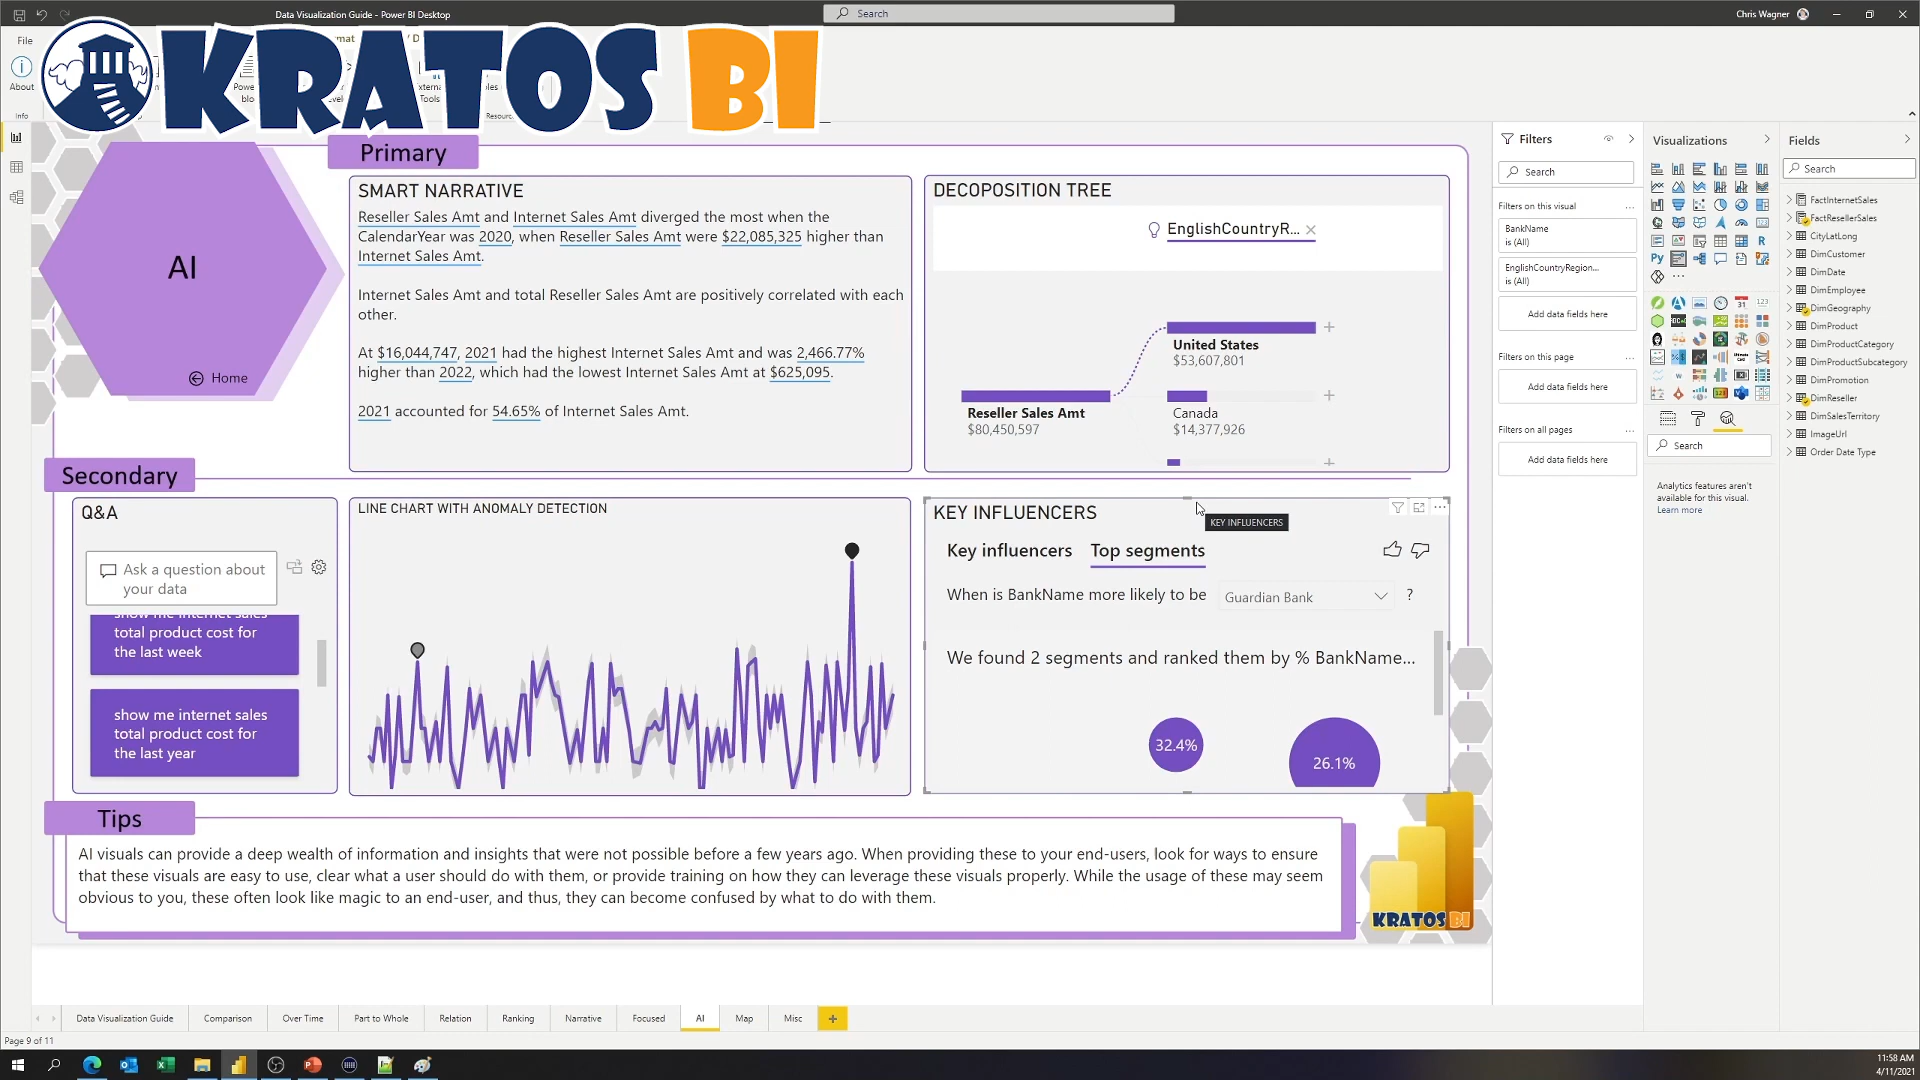 Data Visualization Guide - Power BI Desktop
Search
Chris Wagner
File
About
Info
KRATOS BI
Primary
AI
Home
SMART NARRATIVE
Reseller Sales Amt and Internet Sales Amt diverged the most when the
CalendarYear was 2020, when Reseller Sales Amt were $22,085,325 higher than
Internet Sales Amt.
Internet Sales Amt and total Reseller Sales Amt are positively correlated with each
other.
At $16,044,747, 2021 had the highest Internet Sales Amt and was 2,466.77%
higher than 2022, which had the lowest Internet Sales Amt at $625,095.
2021 accounted for 54.65% of Internet Sales Amt.
DECOPOSITION TREE
EnglishCountryR...
United States
$53,607,801
Reseller Sales Amt
$80,450,597
Canada
$14,377,926
Secondary
Q&A
Ask a question about
your data
show me internet sales
total product cost for
the last week
show me internet sales
total product cost for
the last year
LINE CHART WITH ANOMALY DETECTION
KEY INFLUENCERS
KEY INFLUENCERS
Key influencers
Top segments
When is BankName more likely to be
Guardian Bank
?
We found 2 segments and ranked them by % BankName...
32.4%
26.1%
Tips
AI visuals can provide a deep wealth of information and insights that were not possible before a few years ago. When providing these to your end-users, look for ways to ensure
that these visuals are easy to use, clear what a user should do with them, or provide training on how they can leverage these visuals properly. While the usage of these may seem
obvious to you, these often look like magic to an end-user, and thus, they can become confused by what to do with them.
KRATOS BI
Filters
Search
Filters on this visual
BankName
is (All)
EnglishCountryRegion...
is (All)
Add data fields here
Filters on this page
Add data fields here
Filters on all pages
Add data fields here
Visualizations
Search
Analytics features aren't
available for this visual.
Learn more
Fields
Search
FactInternetSales
FactResellerSales
CityLatLong
DimCustomer
DimDate
DimEmployee
DimGeography
DimProduct
DimProductCategory
DimProductSubcategory
DimPromotion
DimReseller
DimSalesTerritory
ImageUrl
Order Date Type
Data Visualization Guide
Comparison
Over Time
Part to Whole
Relation
Ranking
Narrative
Focused
AI
Map
Misc
Page 9 of 11
11:58 AM
4/11/2021